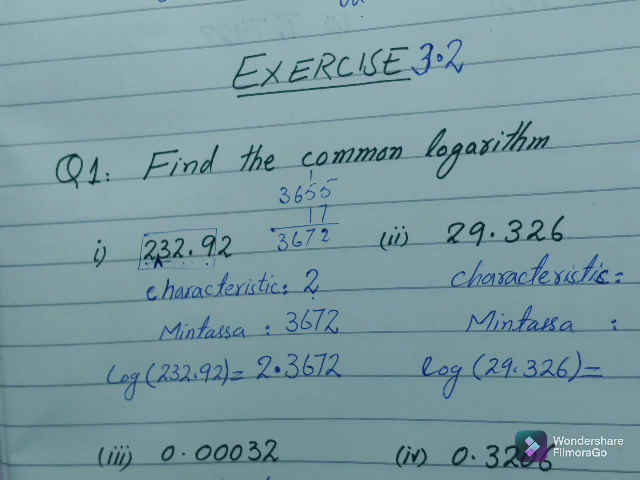 EXERCISE 3.2
Q1: Find the common logarithm
1
3655
17
3672
i) 232.92
(ii) 29.326
characteristic: 2
characteristic:
Mintassa : 3672
Mintassa :
log(232.92)= 2.3672
log(29.326)=
(iii) 0.00032
(iv) 0.3206
Wondershare
FilmoraGo